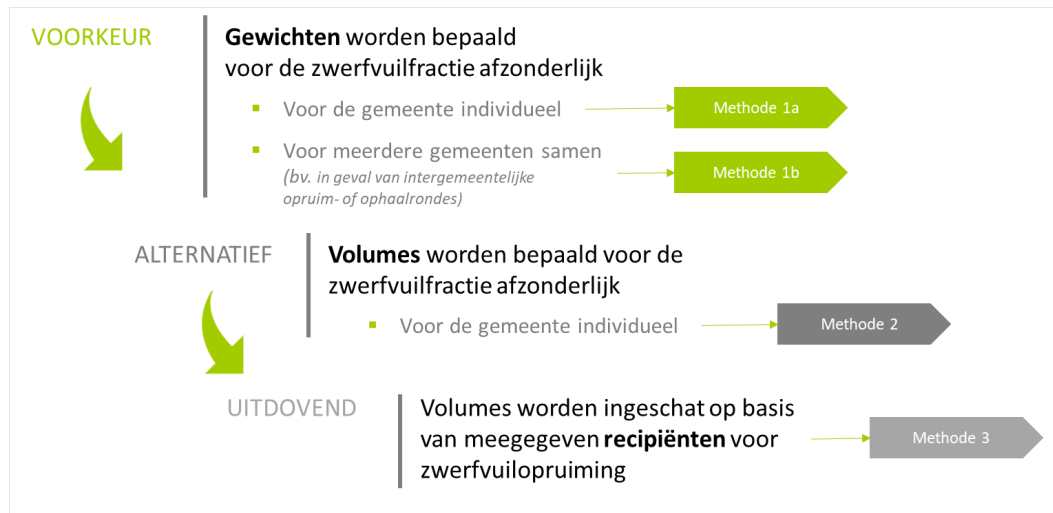 VOORKEUR
Gewichten worden bepaald
voor de zwerfvuilfractie afzonderlijk
▪ Voor de gemeente individueel
Methode 1a
▪ Voor meerdere gemeenten samen
(bv. in geval van intergemeentelijke
opruim- of ophaalrondes)
Methode 1b
ALTERNATIEF
Volumes worden bepaald voor de
zwerfvuilfractie afzonderlijk
▪ Voor de gemeente individueel
Methode 2
UITDOVEND
Volumes worden ingeschat op basis
van meegegeven recipiënten voor
zwerfvuilopruiming
Methode 3